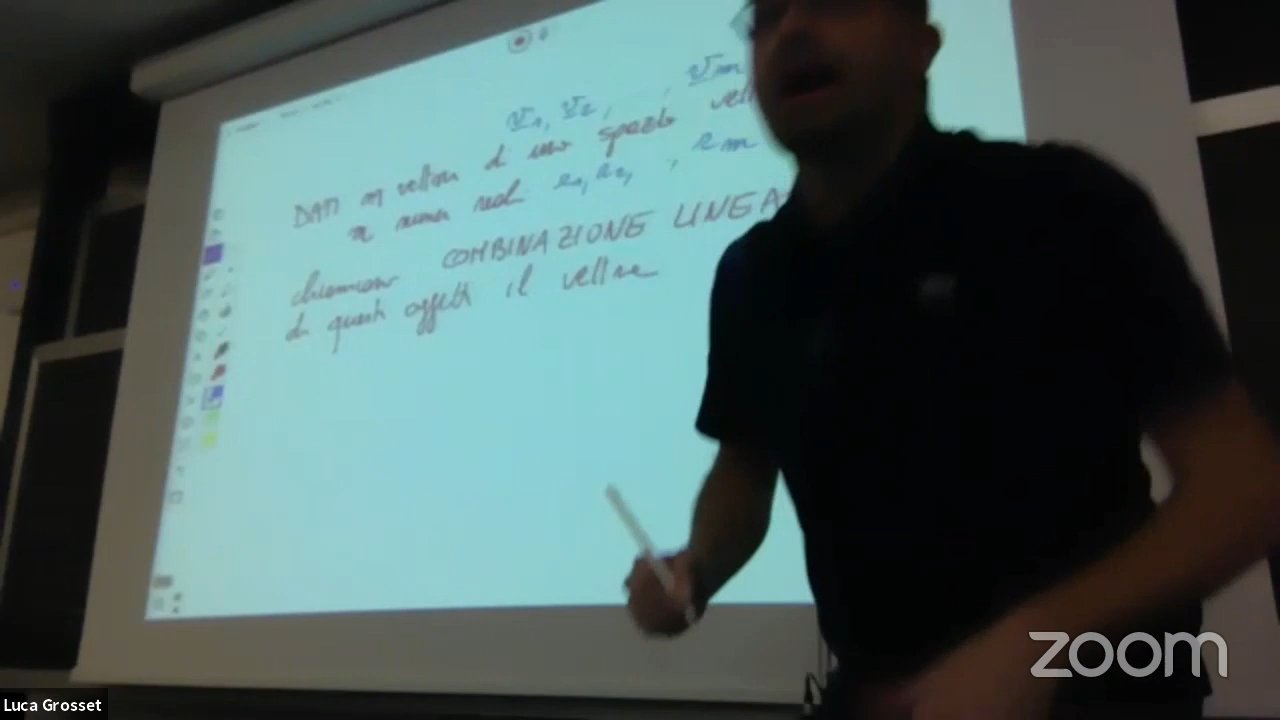 v1, v2, , vm
DATI m vettori di uno spazio vett
m numeri reali a1, a2, , am
chiamiamo COMBINAZIONE LINEA
di questi oggetti il vettore
zoom
Luca Grosset